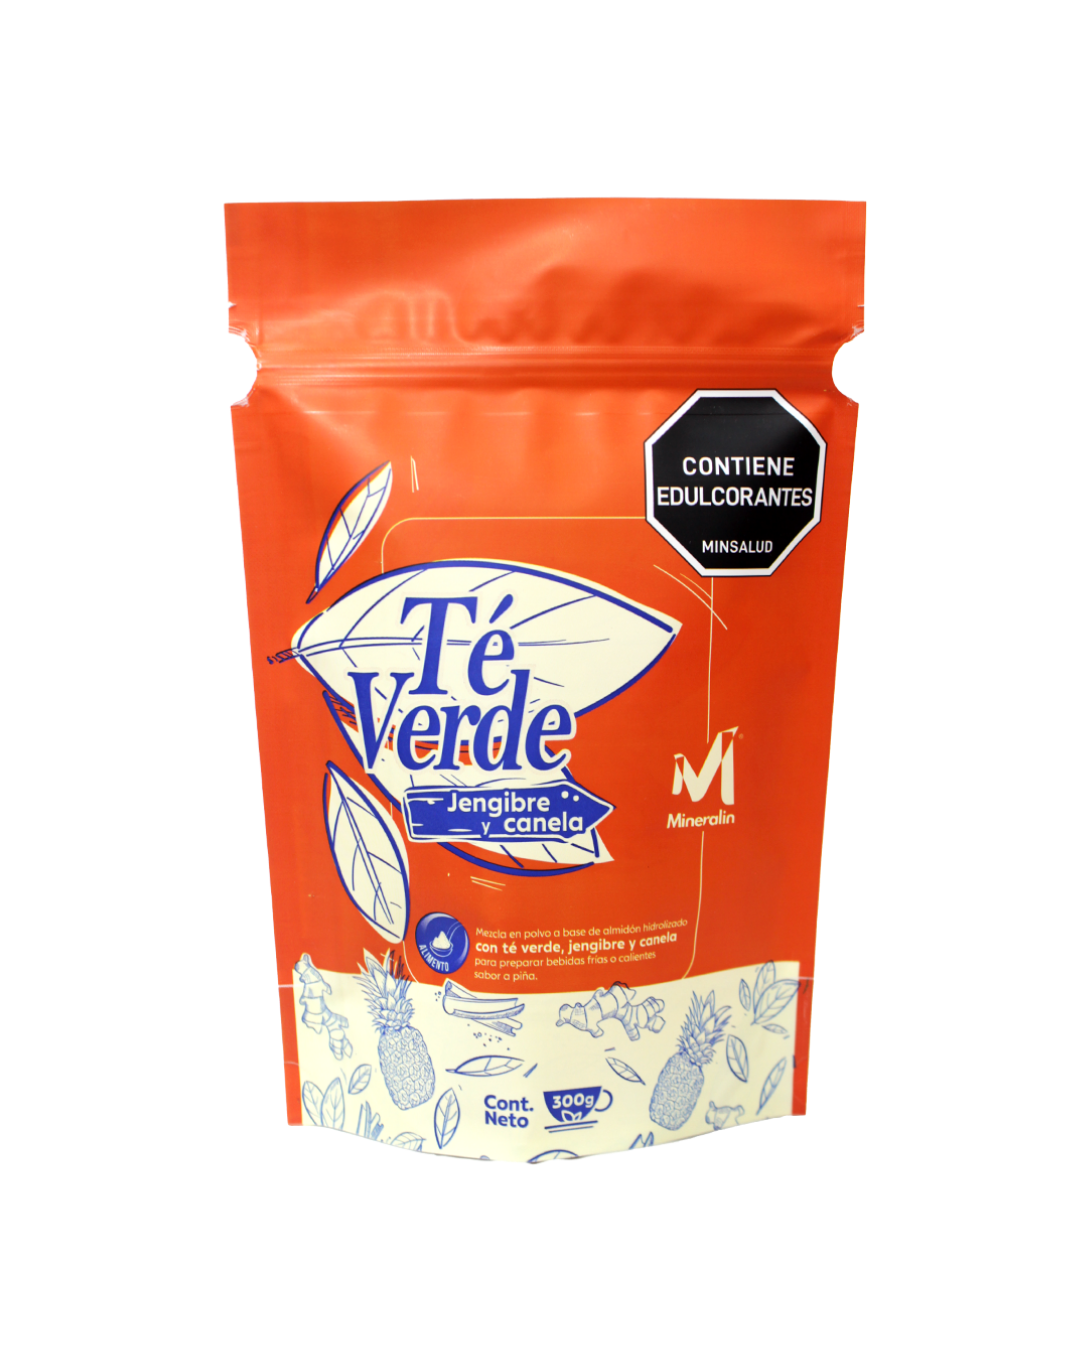 CONTIENE
EDULCORANTES
MINSALUD
Té
Verde
Jengibre
y canela
M®
Mineralin
ALIMENTO
Mezcla en polvo a base de almidón hidrolizado
con té verde, jengibre y canela
para preparar bebidas frías o calientes
sabor a piña.
Cont.
Neto
300g